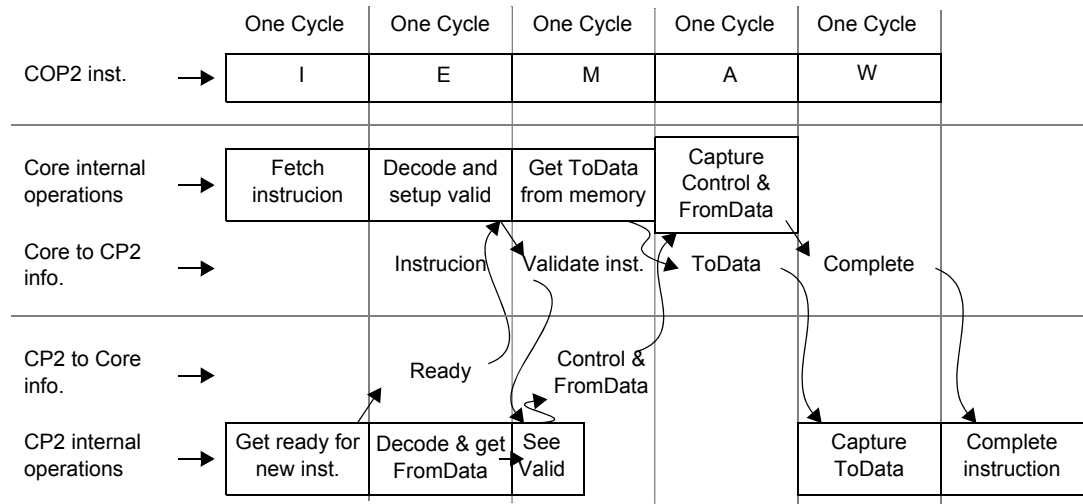 One Cycle One Cycle One Cycle One Cycle One Cycle
COP2 inst. I E M A W
Core internal
operations
Fetch
instrucion
Decode and
setup valid
Get ToData
from memory
Capture
Control &
FromData
Core to CP2
info.
Instrucion Validate inst. ToData Complete
CP2 to Core
info.
Ready
Control &
FromData
CP2 internal
operations
Get ready for
new inst.
Decode & get
FromData
See
Valid
Capture
ToData
Complete
instruction